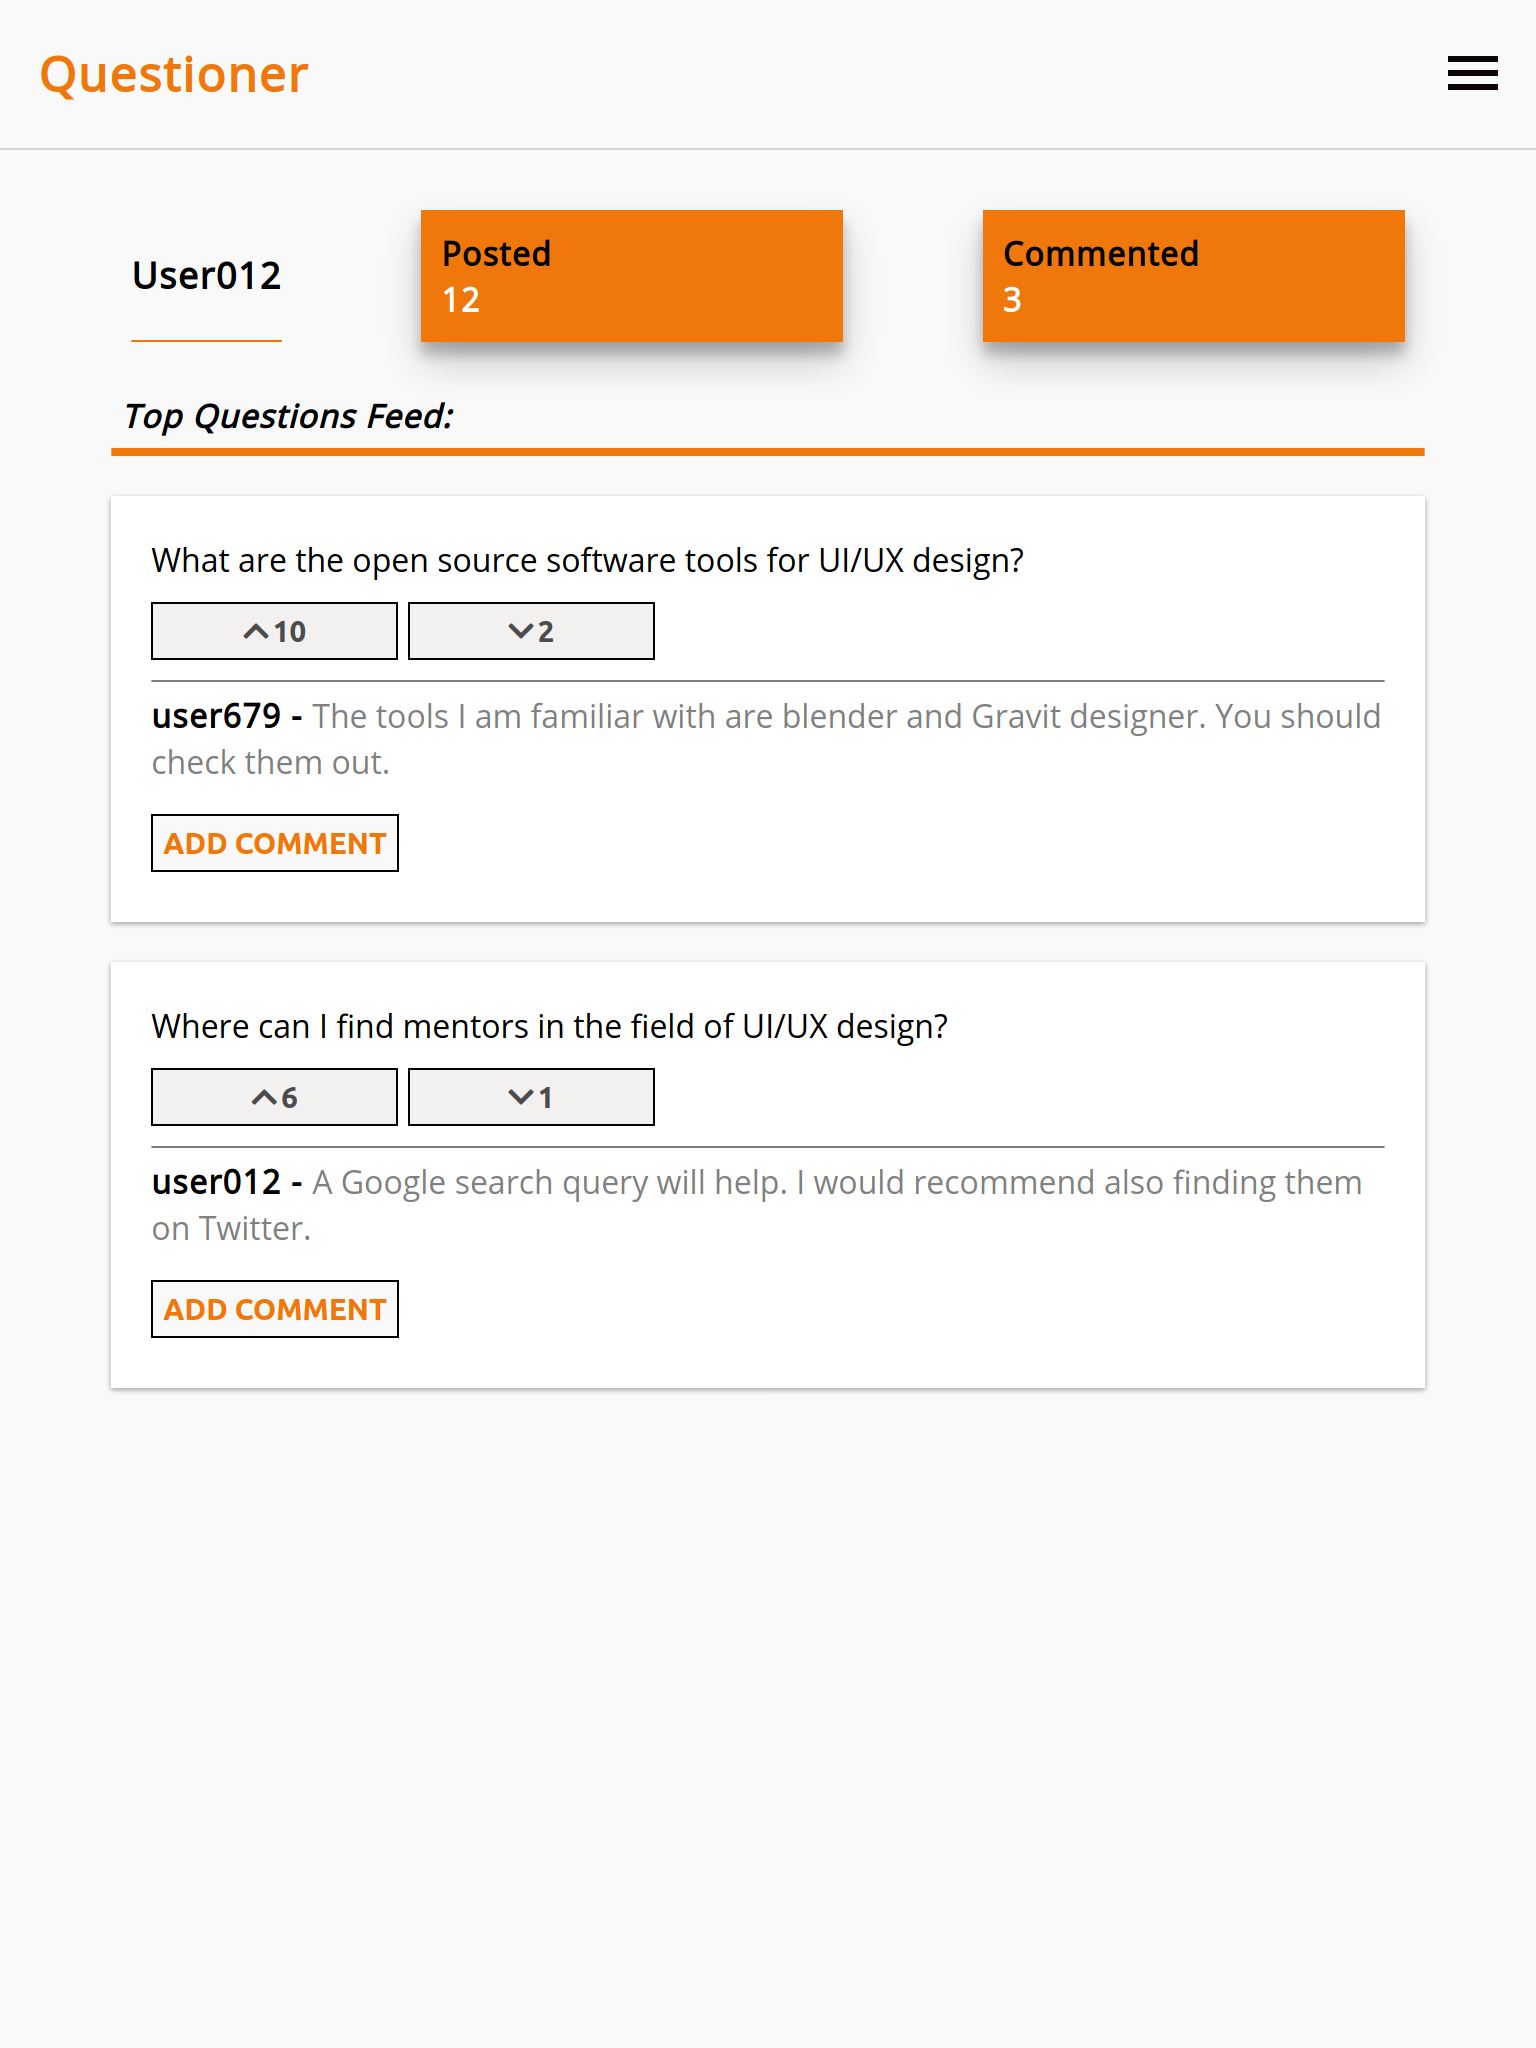 Questioner
User012
Posted
12
Commented
3
Top Questions Feed:
What are the open source software tools for UI/UX design?
10
2
user679 - The tools I am familiar with are blender and Gravit designer. You should
check them out.
ADD COMMENT
Where can I find mentors in the field of UI/UX design?
6
1
user012 - A Google search query will help. I would recommend also finding them
on Twitter.
ADD COMMENT